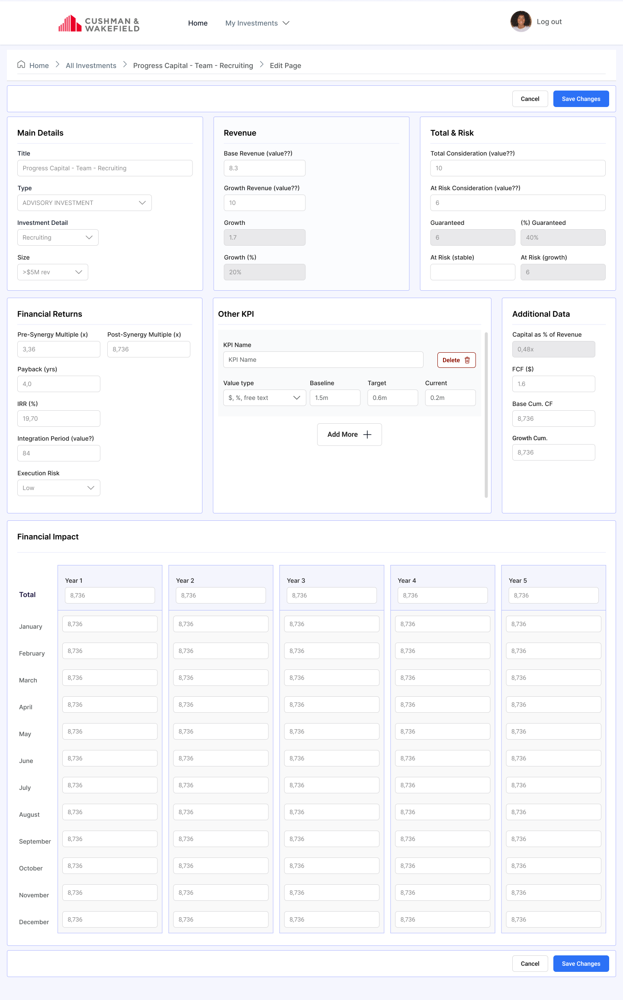 CUSHMAN &
WAKEFIELD
Home
My Investments
Log out
Home
All Investments
Progress Capital - Team - Recruiting
Edit Page
Cancel
Save Changes
Main Details
Title
Progress Capital - Team - Recruiting
Type
ADVISORY INVESTMENT
Investment Detail
Recruiting
Size
>$5M rev
Revenue
Base Revenue (value??)
8.3
Growth Revenue (value??)
10
Growth
1.7
Growth (%)
20%
Total & Risk
Total Consideration (value??)
10
At Risk Consideration (value??)
6
Guaranteed (%) Guaranteed
6 40%
At Risk (stable) At Risk (growth)
6
Financial Returns
Pre-Synergy Multiple (x) Post-Synergy Multiple (x)
3,36 8,736
Payback (yrs)
4,0
IRR (%)
19,70
Integration Period (value?)
84
Execution Risk
Low
Other KPI
KPI Name
KPI Name
Delete
Value type Baseline Target Current
$, %, free text 1.5m 0.6m 0.2m
Add More
Additional Data
Capital as % of Revenue
0,48x
FCF ($)
1.6
Base Cum. CF
8,736
Growth Cum.
8,736
Financial Impact
Year 1 Year 2 Year 3 Year 4 Year 5
Total 8,736 8,736 8,736 8,736 8,736
January 8,736 8,736 8,736 8,736 8,736
February 8,736 8,736 8,736 8,736 8,736
March 8,736 8,736 8,736 8,736 8,736
April 8,736 8,736 8,736 8,736 8,736
May 8,736 8,736 8,736 8,736 8,736
June 8,736 8,736 8,736 8,736 8,736
July 8,736 8,736 8,736 8,736 8,736
August 8,736 8,736 8,736 8,736 8,736
September 8,736 8,736 8,736 8,736 8,736
October 8,736 8,736 8,736 8,736 8,736
November 8,736 8,736 8,736 8,736 8,736
December 8,736 8,736 8,736 8,736 8,736
Cancel
Save Changes